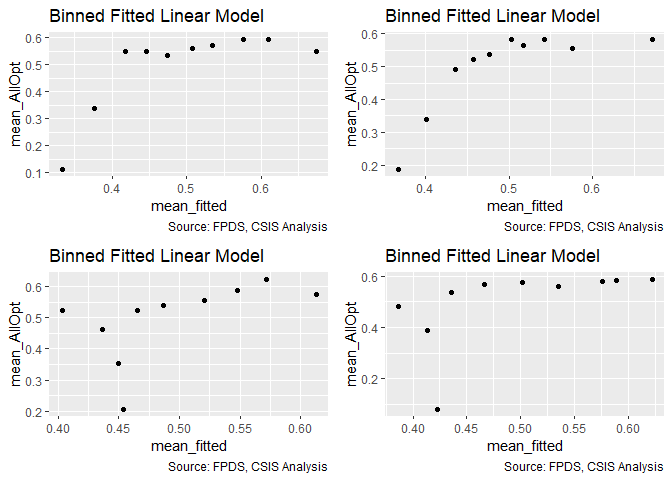 Binned Fitted Linear Model
mean_AllOpt
0.6
0.5
0.4
0.3
0.2
0.1
0.4 0.5 0.6
mean_fitted
Source: FPDS, CSIS Analysis
Binned Fitted Linear Model
mean_AllOpt
0.6
0.5
0.4
0.3
0.2
0.4 0.5 0.6
mean_fitted
Source: FPDS, CSIS Analysis
Binned Fitted Linear Model
mean_AllOpt
0.6
0.5
0.4
0.3
0.2
0.40 0.45 0.50 0.55 0.60
mean_fitted
Source: FPDS, CSIS Analysis
Binned Fitted Linear Model
mean_AllOpt
0.6
0.4
0.2
0.40 0.45 0.50 0.55 0.60
mean_fitted
Source: FPDS, CSIS Analysis